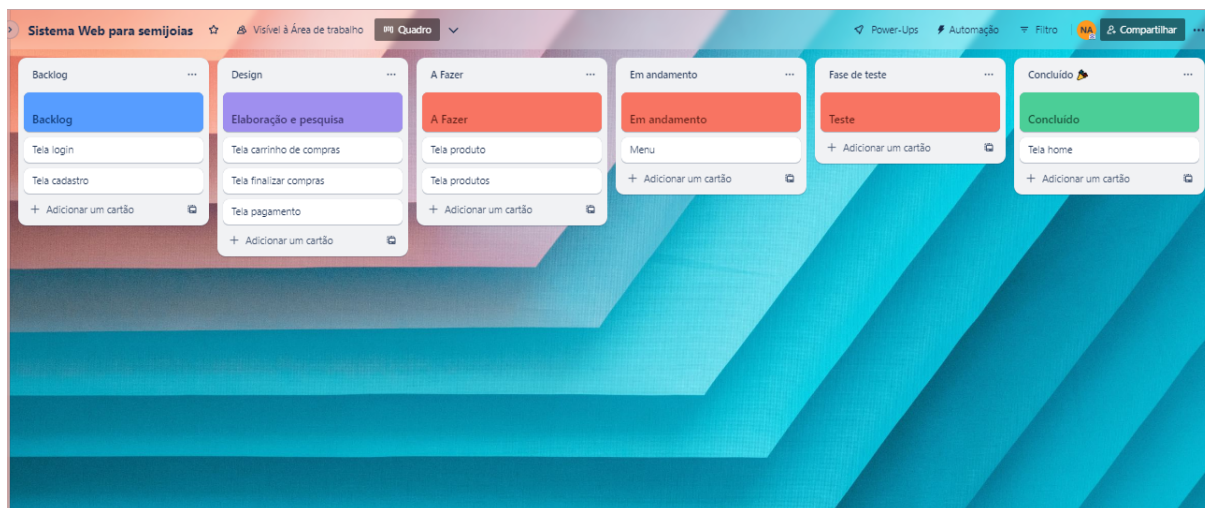 Sistema Web para semijoias
Visível à Área de trabalho
Quadro
Power-Ups
Automação
Filtro
NA
Compartilhar
Backlog
Backlog
Tela login
Tela cadastro
+ Adicionar um cartão
Design
Elaboração e pesquisa
Tela carrinho de compras
Tela finalizar compras
Tela pagamento
+ Adicionar um cartão
A Fazer
A Fazer
Tela produto
Tela produtos
+ Adicionar um cartão
Em andamento
Em andamento
Menu
+ Adicionar um cartão
Fase de teste
Teste
+ Adicionar um cartão
Concluído
Concluído
Tela home
+ Adicionar um cartão